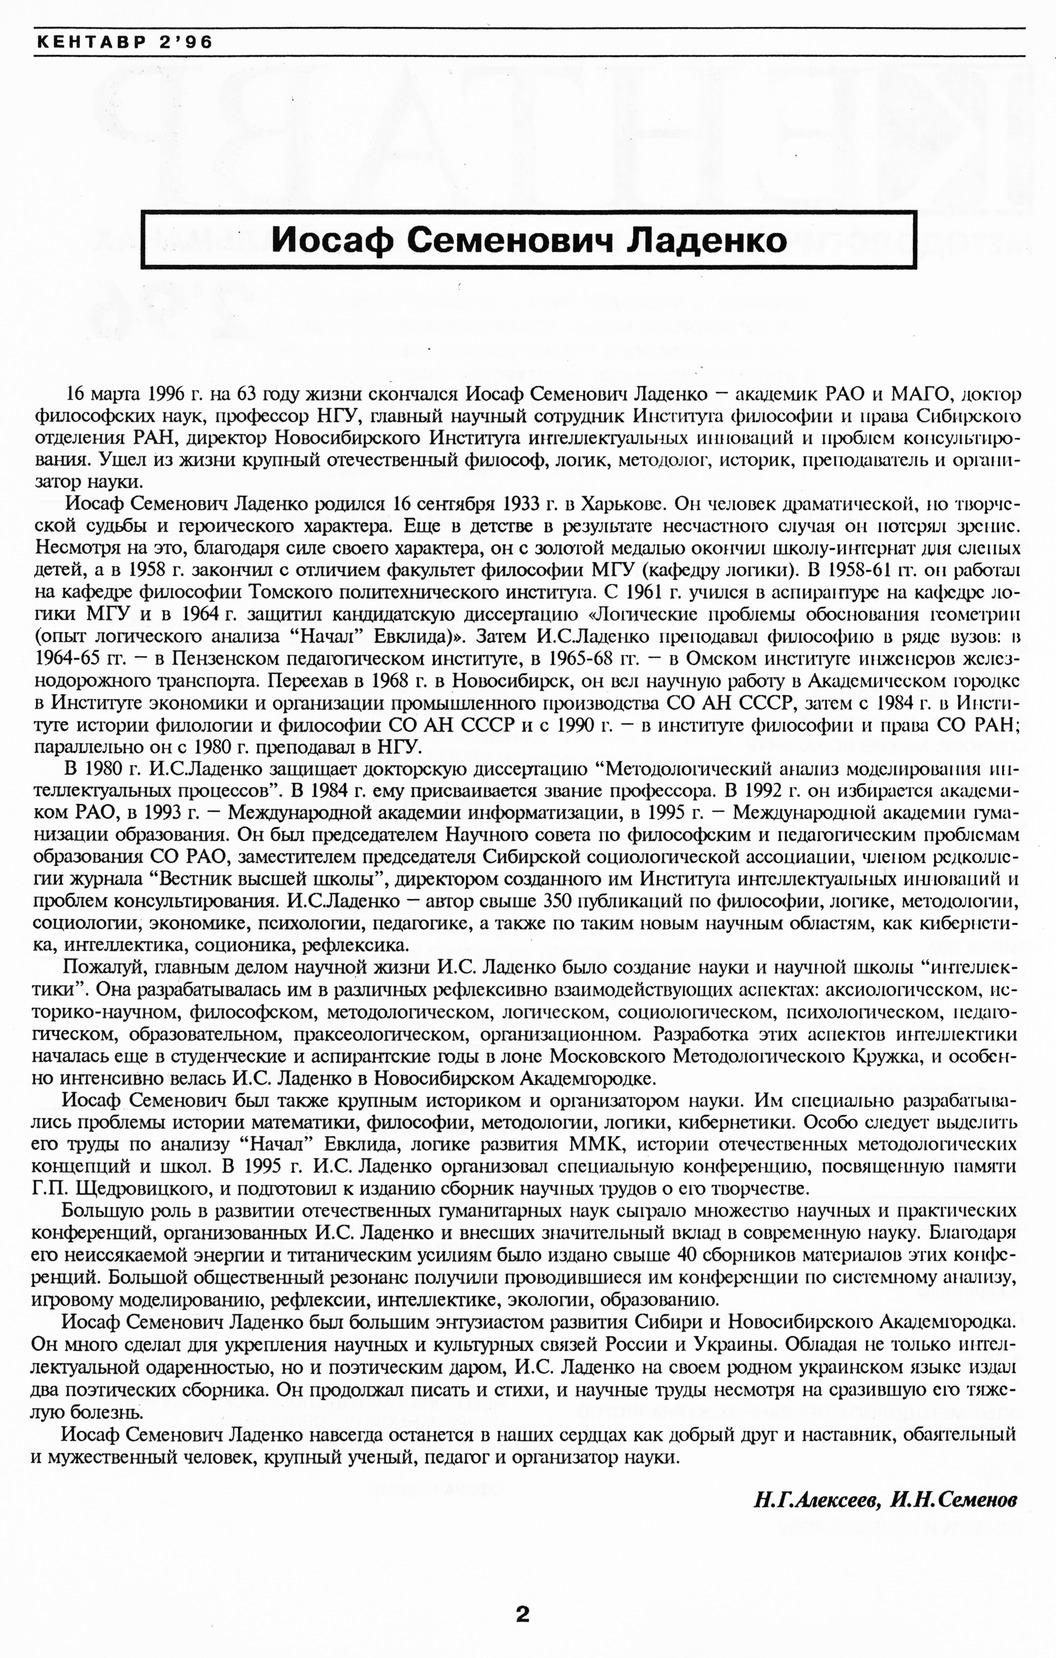 КЕНТАВР 2’96
Иосаф Семенович Ладенко
16 марта 1996 г. на 63 году жизни скончался Иосаф Семенович Ладенко — академик РАО и МАГО, доктор
философских наук, профессор НГУ, главный научный сотрудник Института философии и права Сибирского
отделения РАН, директор Новосибирского Института интеллектуальных инноваций и проблем консультиро-
вания. Ушел из жизни крупный отечественный философ, логик, методолог, историк, преподаватель и органи-
затор науки.
Иосаф Семенович Ладенко родился 16 сентября 1933 г. в Харькове. Он человек драматической, но творче-
ской судьбы и героического характера. Еще в детстве в результате несчастного случая он потерял зрение.
Несмотря на это, благодаря силе своего характера, он с золотой медалью окончил школу-интернат для слепых
детей, а в 1958 г. закончил с отличием факультет философии МГУ (кафедру логики). В 1958-61 гг. он работал
на кафедре философии Томского политехнического института. С 1961 г. учился в аспирантуре на кафедре ло-
гики МГУ и в 1964 г. защитил кандидатскую диссертацию «Логические проблемы обоснования геометрии
(опыт логического анализа “Начал” Евклида)». Затем И.С.Ладенко преподавал философию в ряде вузов: в
1964-65 гг. — в Пензенском педагогическом институте, в 1965-68 гг. — в Омском институте инженеров желез-
нодорожного транспорта. Переехав в 1968 г. в Новосибирск, он вел научную работу в Академическом городке
в Институте экономики и организации промышленного производства СО АН СССР, затем с 1984 г. в Инсти-
туте истории филологии и философии СО АН СССР и с 1990 г. — в институте философии и права СО РАН;
параллельно он с 1980 г. преподавал в НГУ.
В 1980 г. И.С.Ладенко защищает докторскую диссертацию “Методологический анализ моделирования ин-
теллектуальных процессов”. В 1984 г. ему присваивается звание профессора. В 1992 г. он избирается академи-
ком РАО, в 1993 г. — Международной академии информатизации, в 1995 г. — Международной академии гума-
низации образования. Он был председателем Научного совета по философским и педагогическим проблемам
образования СО РАО, заместителем председателя Сибирской социологической ассоциации, членом редколле-
гии журнала “Вестник высшей школы”, директором созданного им Института интеллектуальных инноваций и
проблем консультирования. И.С.Ладенко — автор свыше 350 публикаций по философии, логике, методологии,
социологии, экономике, психологии, педагогике, а также по таким новым научным областям, как кибернети-
ка, интеллектика, соционика, рефлексика.
Пожалуй, главным делом научной жизни И.С. Ладенко было создание науки и научной школы “интеллек-
тики”. Она разрабатывалась им в различных рефлексивно взаимодействующих аспектах: аксиологическом, ис-
торико-научном, философском, методологическом, логическом, социологическом, психологическом, педаго-
гическом, образовательном, праксеологическом, организационном. Разработка этих аспектов интеллектики
началась еще в студенческие и аспирантские годы в лоне Московского Методологического Кружка, и особен-
но интенсивно велась И.С. Ладенко в Новосибирском Академгородке.
Иосаф Семенович был также крупным историком и организатором науки. Им специально разрабатыва-
лись проблемы истории математики, философии, методологии, логики, кибернетики. Особо следует выделить
его труды по анализу “Начал” Евклида, логике развития ММК, истории отечественных методологических
концепций и школ. В 1995 г. И.С. Ладенко организовал специальную конференцию, посвященную памяти
Г.П. Щедровицкого, и подготовил к изданию сборник научных трудов о его творчестве.
Большую роль в развитии отечественных гуманитарных наук сыграло множество научных и практических
конференций, организованных И.С. Ладенко и внесших значительный вклад в современную науку. Благодаря
его неиссякаемой энергии и титаническим усилиям было издано свыше 40 сборников материалов этих конфе-
ренций. Большой общественный резонанс получили проводившиеся им конференции по системному анализу,
игровому моделированию, рефлексии, интеллектике, экологии, образованию.
Иосаф Семенович Ладенко был большим энтузиастом развития Сибири и Новосибирского Академгородка.
Он много сделал для укрепления научных и культурных связей России и Украины. Обладая не только интел-
лектуальной одаренностью, но и поэтическим даром, И.С. Ладенко на своем родном украинском языке издал
два поэтических сборника. Он продолжал писать и стихи, и научные труды несмотря на сразившую его тяже-
лую болезнь.
Иосаф Семенович Ладенко навсегда останется в наших сердцах как добрый друг и наставник, обаятельный
и мужественный человек, крупный ученый, педагог и организатор науки.
Н.Г.Алексеев, И.Н.Семенов
2